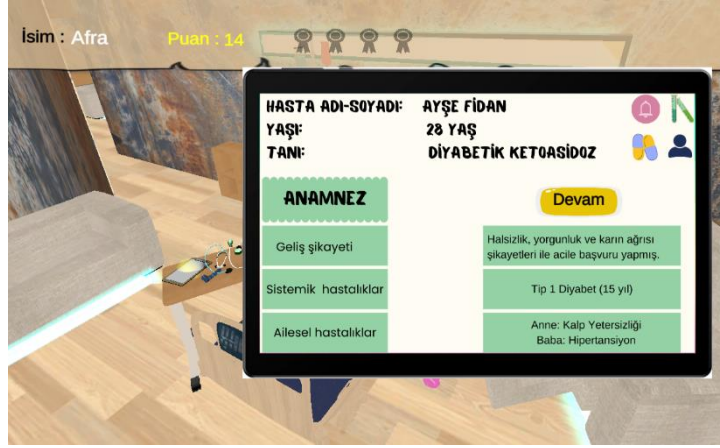 İsim : Afra
Puan : 14
HASTA ADI-SOYADI: AYŞE FİDAN
YAŞI: 28 YAŞ
TANI: DİYABETİK KETOASİDOZ
ANAMNEZ
Devam
Geliş şikayeti
Halsizlik, yorgunluk ve karın ağrısı
şikayetleri ile acile başvuru yapmış.
Sistemik hastalıklar
Tip 1 Diyabet (15 yıl)
Ailesel hastalıklar
Anne: Kalp Yetersizliği
Baba: Hipertansiyon